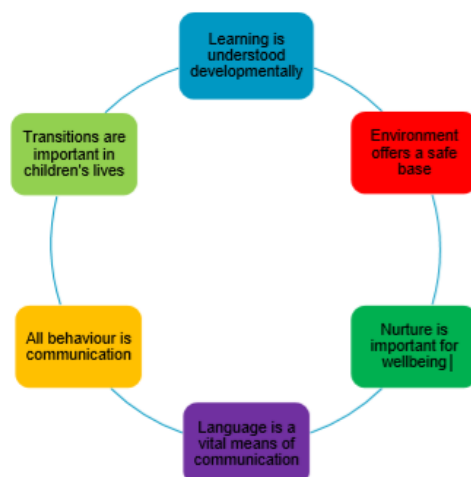 Learning is
understood
developmentally
Environment
offers a safe
base
Nurture is
important for
wellbeing
Language is a
vital means of
communication
All behaviour is
communication
Transitions are
important in
children's lives